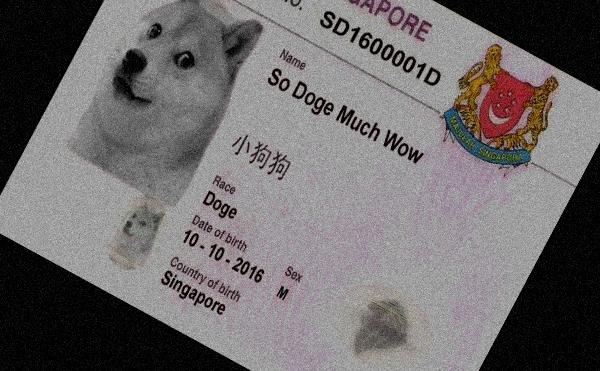 GAPORE
NO. SD1600001D
Name
So Doge Much Wow
小狗狗
Race
Doge
Date of birth
10 - 10 - 2016
Sex
M
Country of birth
Singapore
MAJULAH SINGAPURA